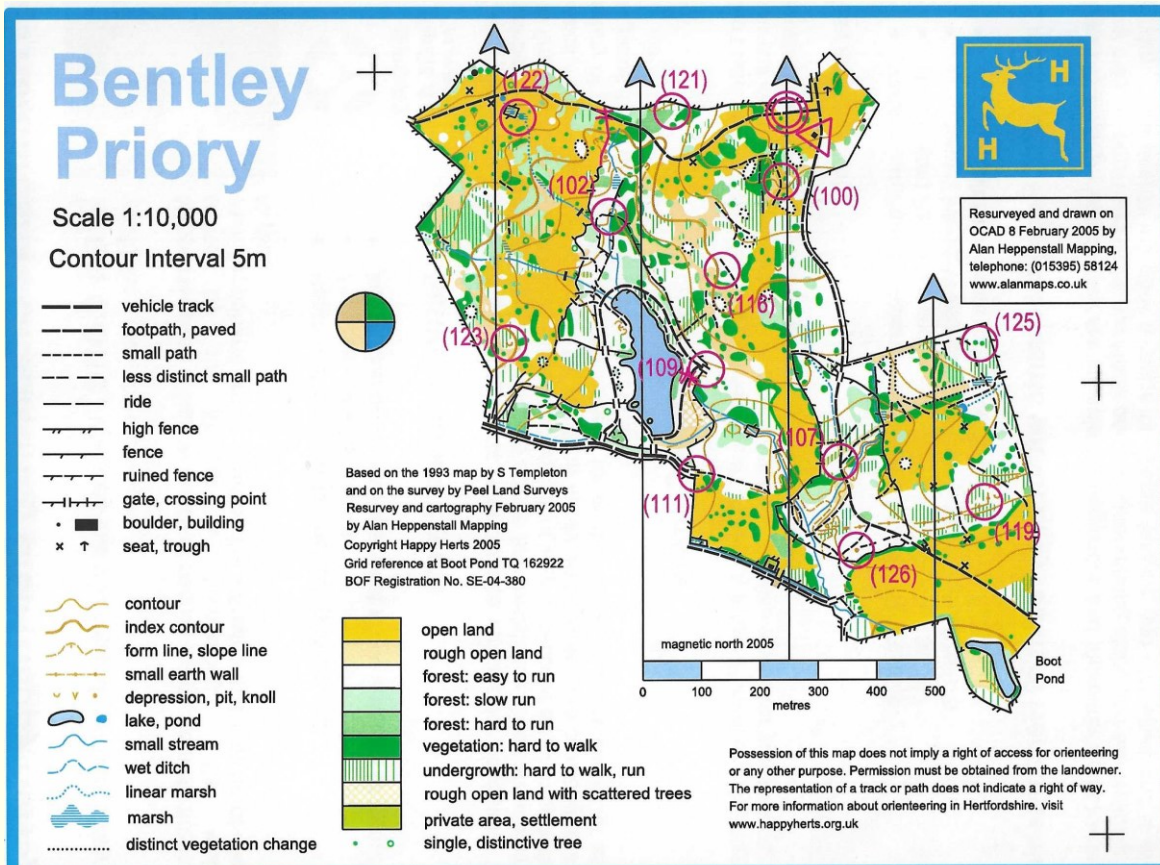 Bentley
Priory
Scale 1:10,000
Contour Interval 5m
vehicle track
footpath, paved
small path
less distinct small path
ride
high fence
fence
ruined fence
gate, crossing point
boulder, building
seat, trough
contour
index contour
form line, slope line
small earth wall
depression, pit, knoll
lake, pond
small stream
wet ditch
linear marsh
marsh
distinct vegetation change
(122)
(121)
(102)
(100)
(116)
(123)
(109)
(125)
(107)
(111)
(119)
(126)
H
H
Resurveyed and drawn on
OCAD 8 February 2005 by
Alan Heppenstall Mapping,
telephone: (015395) 58124
www.alanmaps.co.uk
Based on the 1993 map by S Templeton
and on the survey by Peel Land Surveys
Resurvey and cartography February 2005
by Alan Heppenstall Mapping
Copyright Happy Herts 2005
Grid reference at Boot Pond TQ 162922
BOF Registration No. SE-04-380
open land
rough open land
forest: easy to run
forest: slow run
forest: hard to run
vegetation: hard to walk
undergrowth: hard to walk, run
rough open land with scattered trees
private area, settlement
single, distinctive tree
magnetic north 2005
0 100 200 300 400 500
metres
Boot
Pond
Possession of this map does not imply a right of access for orienteering
or any other purpose. Permission must be obtained from the landowner.
The representation of a track or path does not indicate a right of way.
For more information about orienteering in Hertfordshire. visit
www.happyherts.org.uk